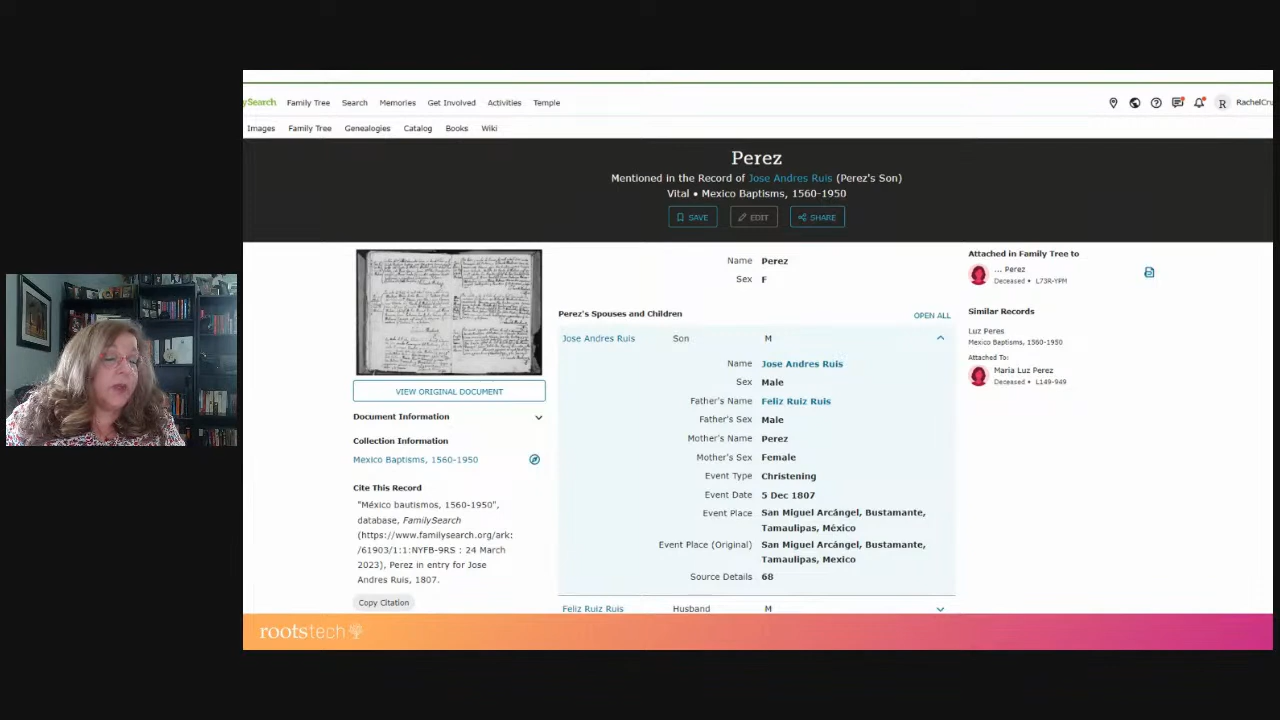 ySearch Family Tree Search Memories Get Involved Activities Temple R RachelCru
Images Family Tree Genealogies Catalog Books Wiki
Perez
Mentioned in the Record of Jose Andres Ruis (Perez's Son)
Vital • Mexico Baptisms, 1560-1950
SAVE EDIT SHARE
VIEW ORIGINAL DOCUMENT
Document Information
Collection Information
Mexico Baptisms, 1560-1950
Cite This Record
"México bautismos, 1560-1950",
database, FamilySearch
(https://www.familysearch.org/ark:
/61903/1:1:NYFB-9RS : 24 March
2023), Perez in entry for Jose
Andres Ruis, 1807.
Copy Citation
Name Perez
Sex F
Perez's Spouses and Children OPEN ALL
Jose Andres Ruis Son M
Name Jose Andres Ruis
Sex Male
Father's Name Feliz Ruiz Ruis
Father's Sex Male
Mother's Name Perez
Mother's Sex Female
Event Type Christening
Event Date 5 Dec 1807
Event Place San Miguel Arcángel, Bustamante,
Tamaulipas, México
Event Place (Original) San Miguel Arcángel, Bustamante,
Tamaulipas, Mexico
Source Details 68
Feliz Ruiz Ruis Husband M
Attached in Family Tree to
... Perez
Deceased • L73R-YPM
Similar Records
Luz Peres
Mexico Baptisms, 1560-1950
Attached To:
Maria Luz Perez
Deceased • L149-949
rootstech